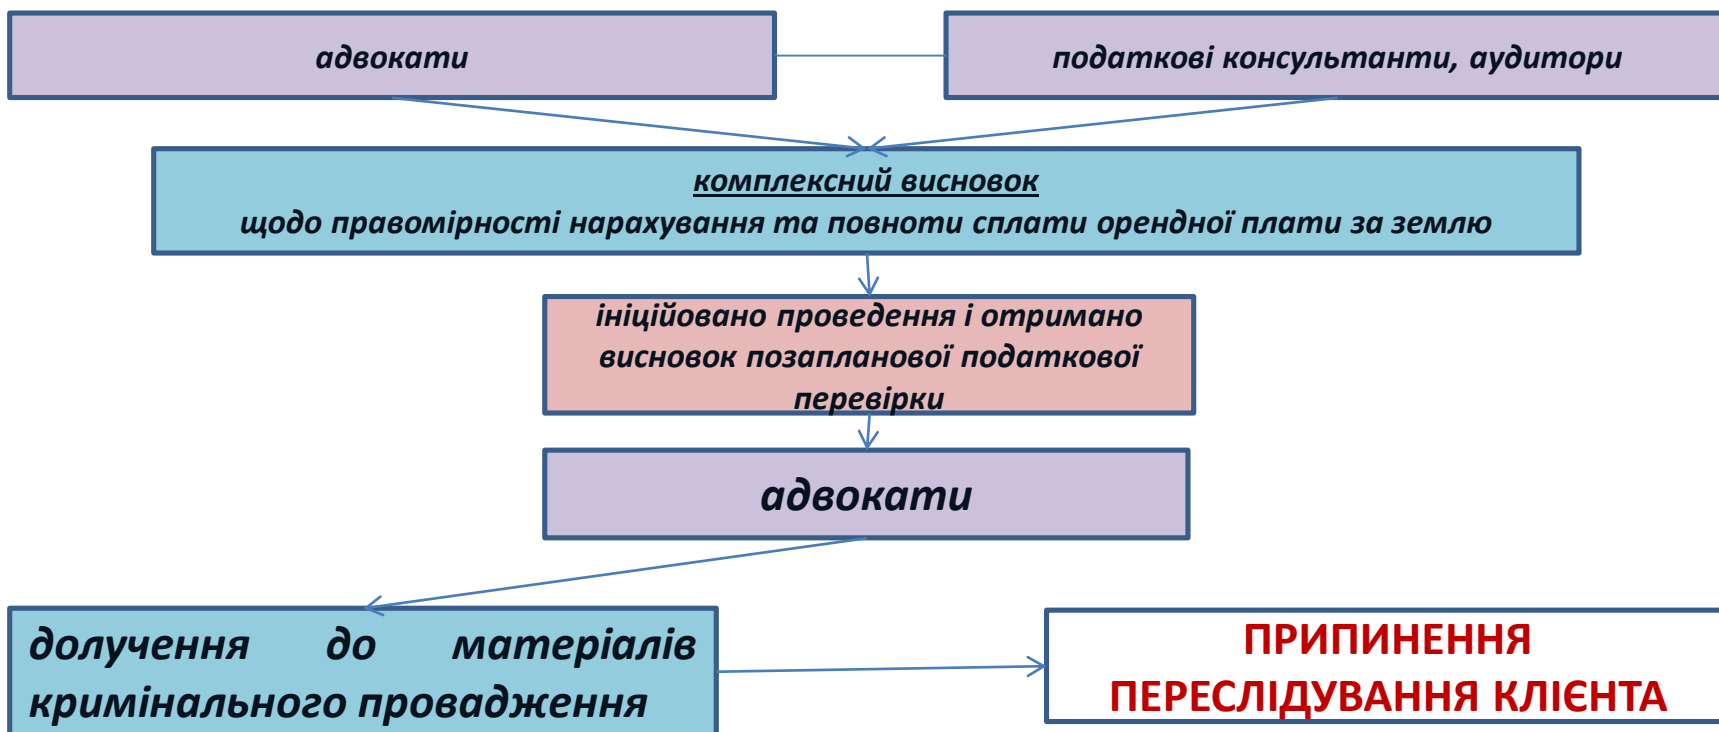 адвокати
податкові консультанти, аудитори
комплексний висновок
щодо правомірності нарахування та повноти сплати орендної плати за землю
ініційовано проведення і отримано
висновок позапланової податкової
перевірки
адвокати
долучення до матеріалів
кримінального провадження
ПРИПИНЕННЯ
ПЕРЕСЛІДУВАННЯ КЛІЄНТА